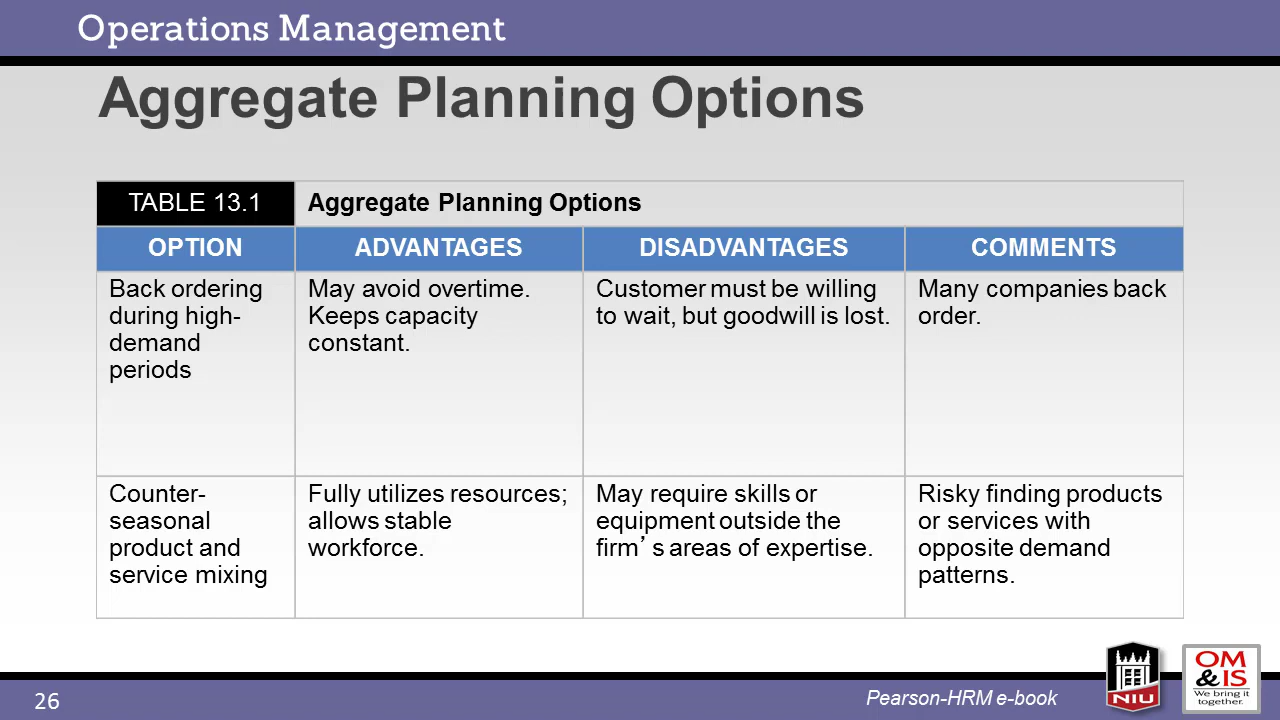 Operations Management
Aggregate Planning Options
TABLE 13.1
Aggregate Planning Options
OPTION
ADVANTAGES
DISADVANTAGES
COMMENTS
Back ordering
during high-
demand
periods
May avoid overtime.
Keeps capacity
constant.
Customer must be willing
to wait, but goodwill is lost.
Many companies back
order.
Counter-
seasonal
product and
service mixing
Fully utilizes resources;
allows stable
workforce.
May require skills or
equipment outside the
firm’s areas of expertise.
Risky finding products
or services with
opposite demand
patterns.
26
Pearson-HRM e-book
NIU
OM
&IS
We bring it
together.